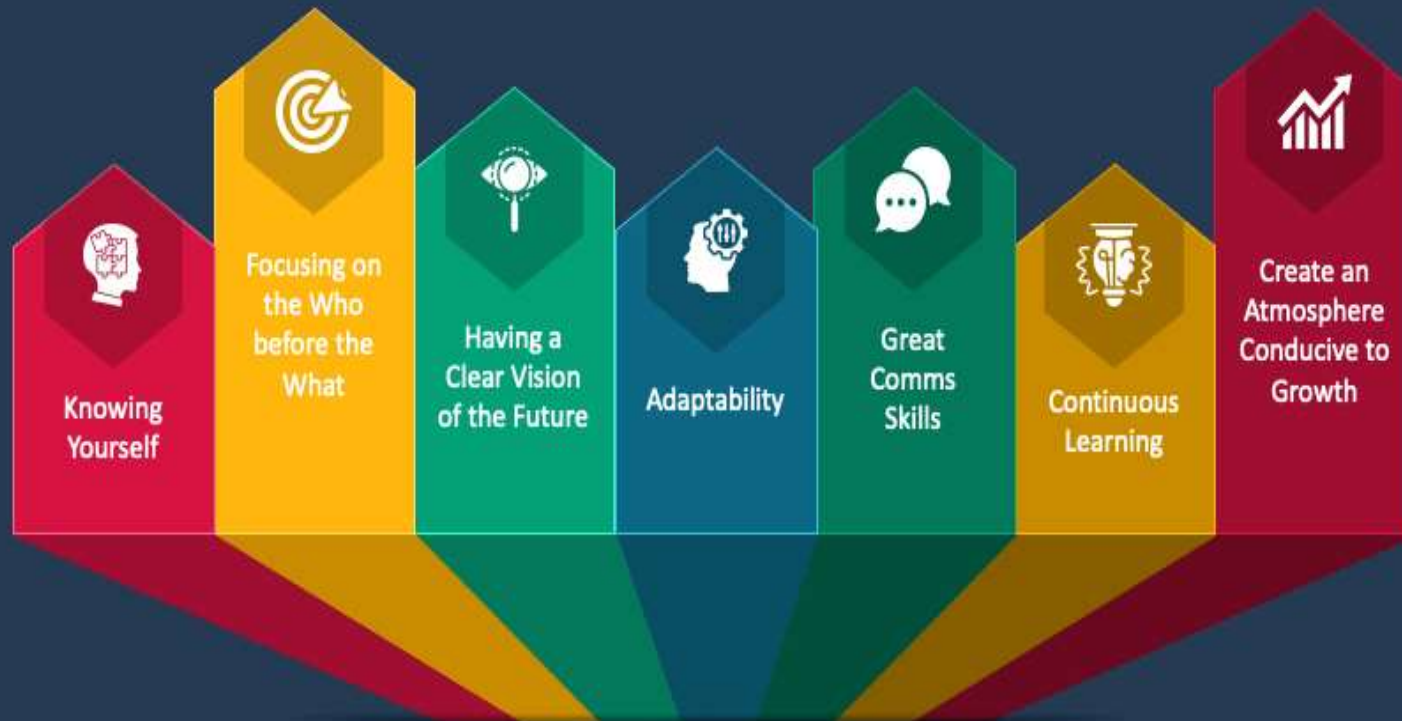 Knowing
Yourself
Focusing on
the Who
before the
What
Having a
Clear Vision
of the Future
Adaptability
Great
Comms
Skills
Continuous
Learning
Create an
Atmosphere
Conducive to
Growth